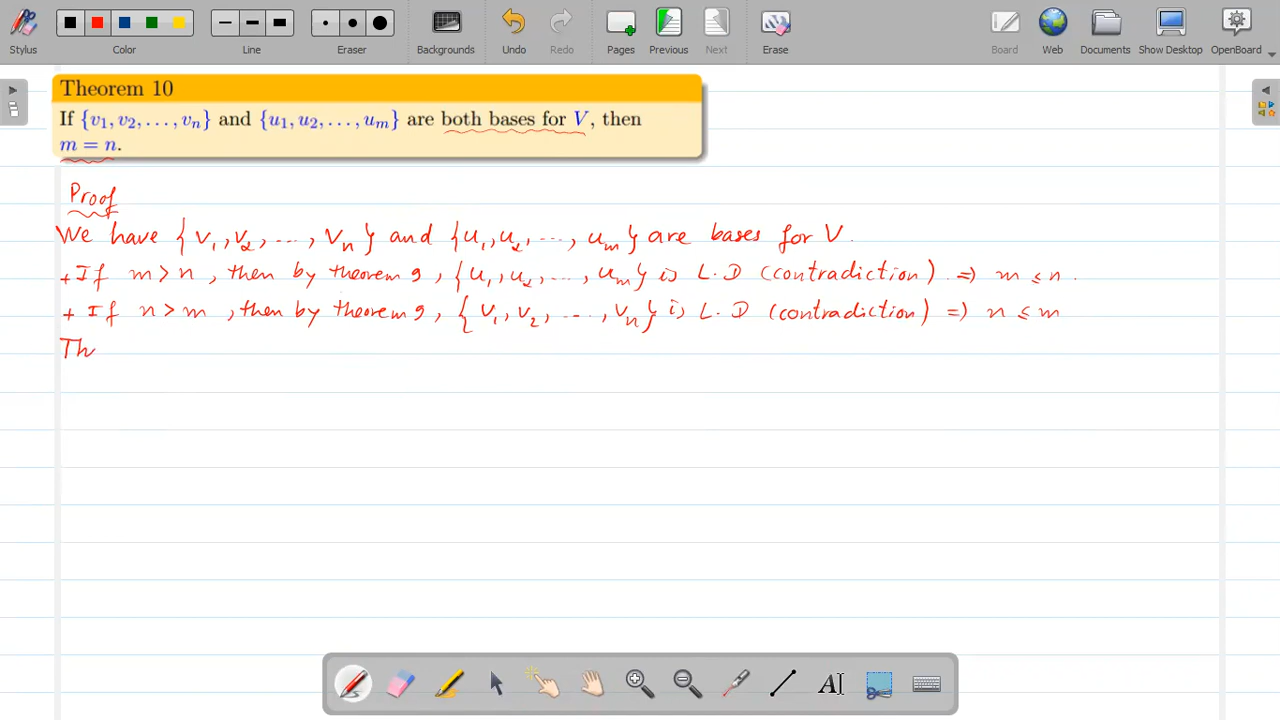 Stylus
Color
Line
Eraser
Backgrounds
Undo
Redo
Pages
Previous
Next
Erase
Board
Web
Documents
Show Desktop
OpenBoard
Theorem 10
If {v₁, v₂, …, vₙ} and {u₁, u₂, …, uₘ} are both bases for V, then
m = n.
Proof
We have {v₁, v₂, …, vₙ} and {u₁, u₂, …, uₘ} are bases for V.
+ If m > n, then by theorem 9, {u₁, u₂, …, uₘ} is L.D (contradiction) ⇒ m ≤ n.
+ If n > m, then by theorem 9, {v₁, v₂, …, vₙ} is L.D (contradiction) ⇒ n ≤ m
Th